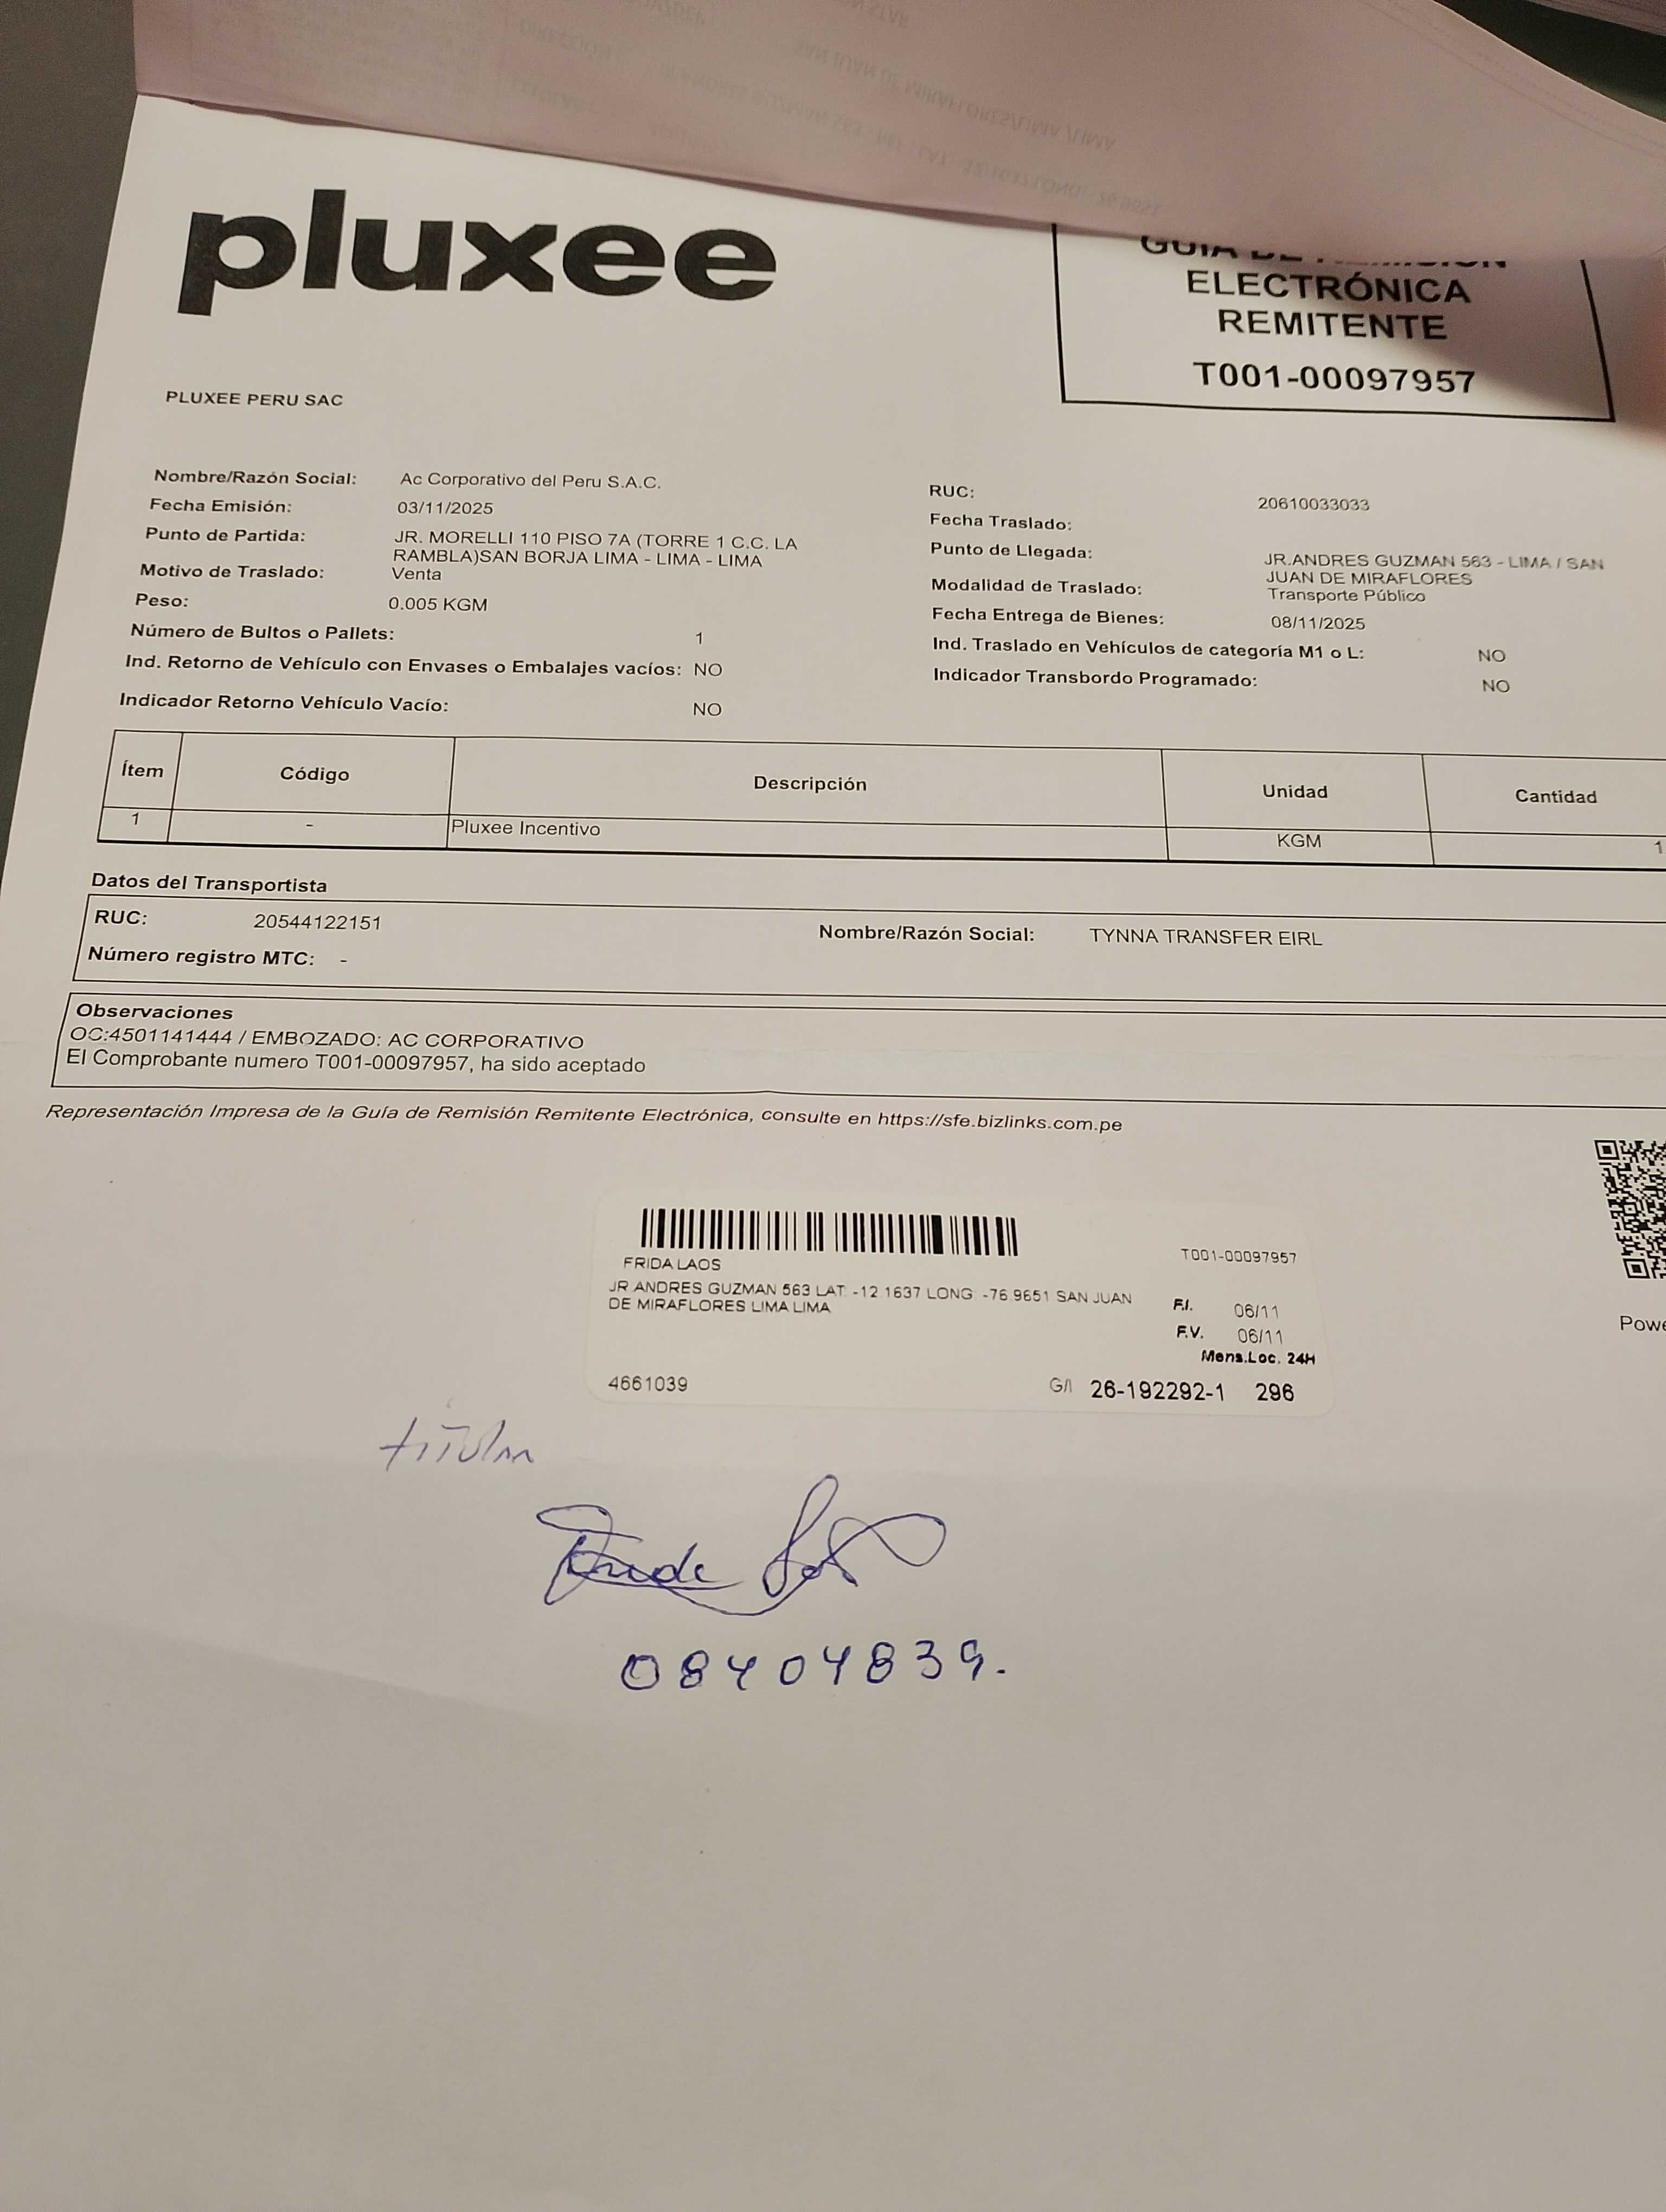 pluxee
ELECTRÓNICA
REMITENTE
T001-00097957
PLUXEE PERU SAC
Nombre/Razón Social: Ac Corporativo del Peru S.A.C.
Fecha Emisión: 03/11/2025
Punto de Partida: JR. MORELLI 110 PISO 7A (TORRE 1 C.C. LA
RAMBLA)SAN BORJA LIMA - LIMA - LIMA
Motivo de Traslado: Venta
Peso: 0.005 KGM
Número de Bultos o Pallets: 1
Ind. Retorno de Vehículo con Envases o Embalajes vacíos: NO
Indicador Retorno Vehículo Vacío: NO
RUC: 20610033033
Fecha Traslado:
Punto de Llegada: JR.ANDRES GUZMAN 563 - LIMA / SAN
JUAN DE MIRAFLORES
Modalidad de Traslado: Transporte Público
Fecha Entrega de Bienes: 08/11/2025
Ind. Traslado en Vehículos de categoría M1 o L: NO
Indicador Transbordo Programado: NO
Ítem Código Descripción Unidad Cantidad
1 - Pluxee Incentivo KGM 1
Datos del Transportista
RUC: 20544122151 Nombre/Razón Social: TYNNA TRANSFER EIRL
Número registro MTC: -
Observaciones
OC:4501141444 / EMBOZADO: AC CORPORATIVO
El Comprobante numero T001-00097957, ha sido aceptado
Representación Impresa de la Guía de Remisión Remitente Electrónica, consulte en https://sfe.bizlinks.com.pe
FRIDA LAOS T001-00097957
JR ANDRES GUZMAN 563 LAT: -12.1637 LONG: -76.9651 SAN JUAN
DE MIRAFLORES LIMA LIMA
F.I. 06/11
F.V. 06/11
Mens.Loc. 24H
4661039 G/I 26-192292-1 296
Powe
titular
08404839.